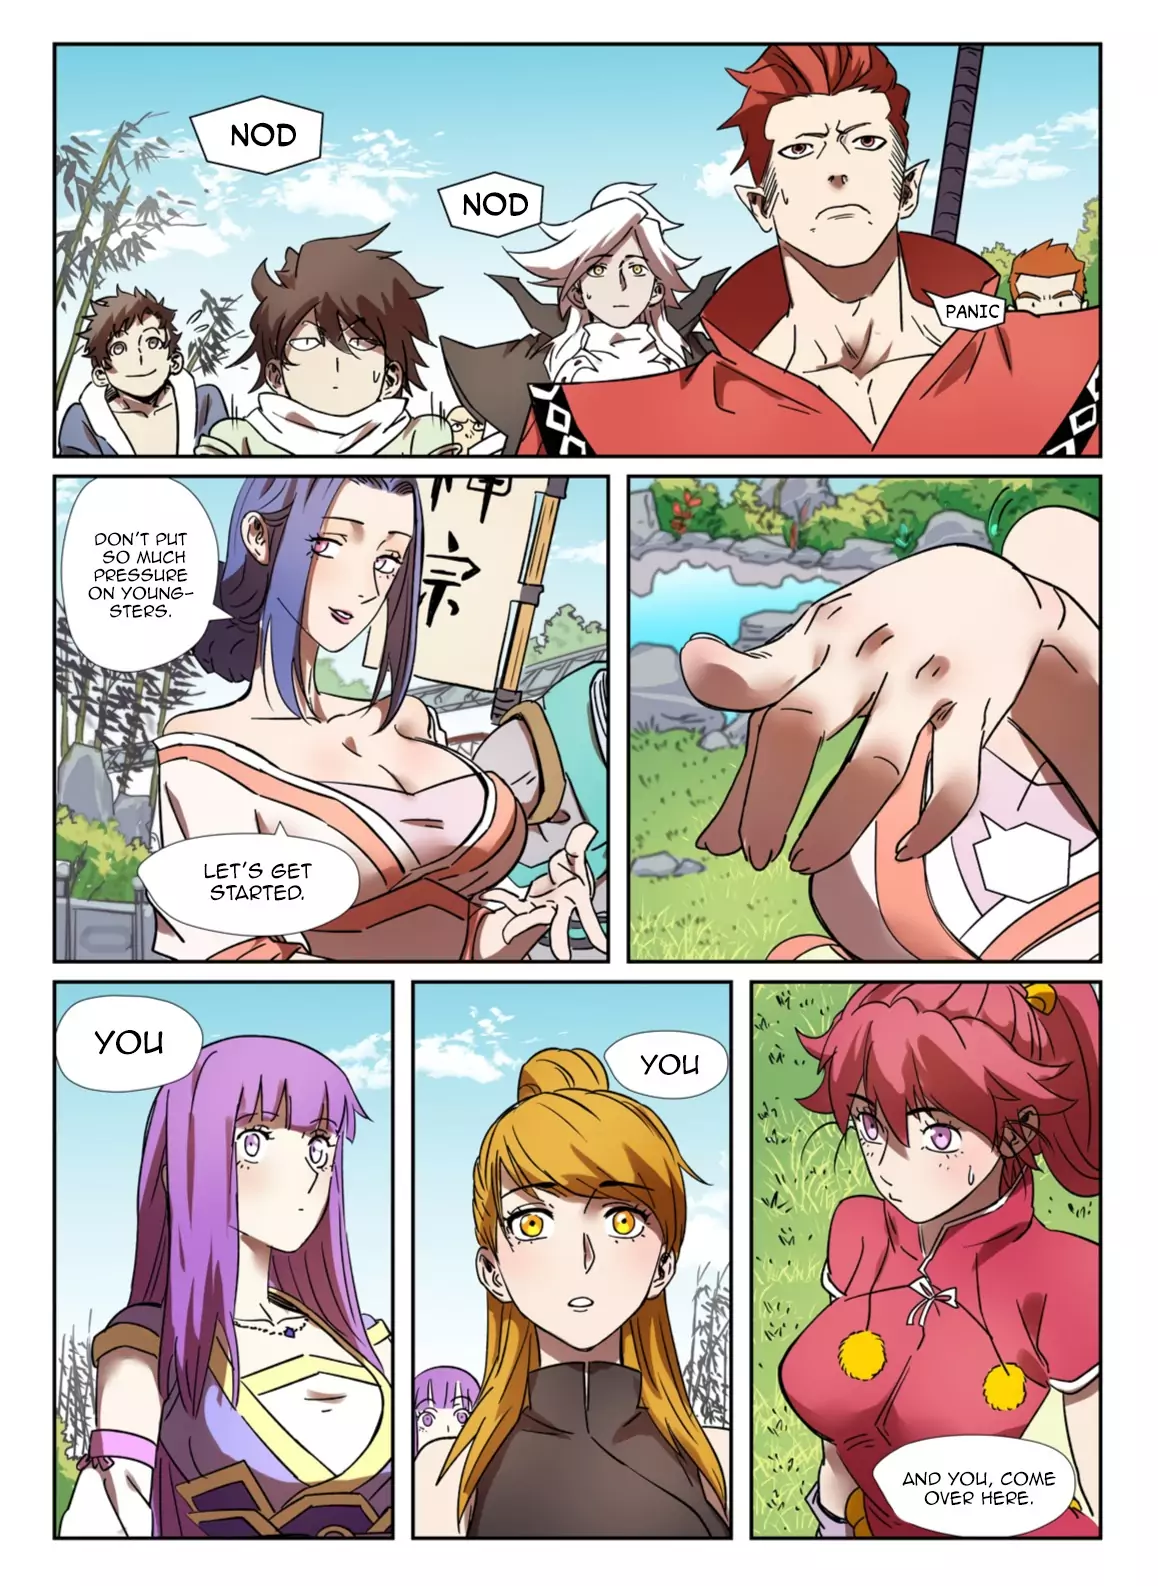 NOD
NOD
PANIC
DON'T PUT
SO MUCH
PRESSURE
ON YOUNG-
STERS.
宗
LET'S GET
STARTED.
YOU
YOU
AND YOU, COME
OVER HERE.